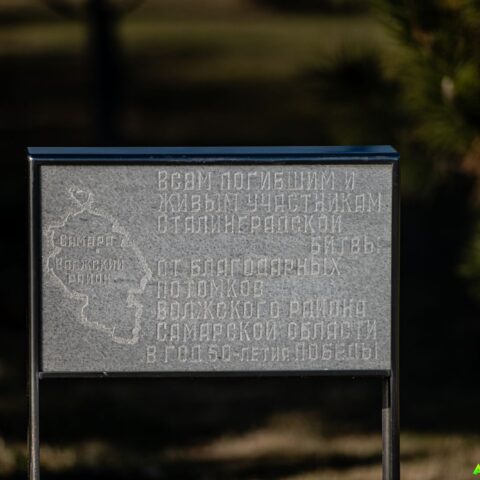 ВСЕМ ПОГИБШИМ И
ЖИВЫМ УЧАСТНИКАМ
СТАЛИНГРАДСКОЙ
БИТВЫ
ОТ БЛАГОДАРНЫХ
ПОТОМКОВ
ВОЛЖСКОГО РАЙОНА
САМАРСКОЙ ОБЛАСТИ
В ГОД 50-ЛЕТИЯ ПОБЕДЫ
САМАРА
ВОЛЖСКИЙ
РАЙОН